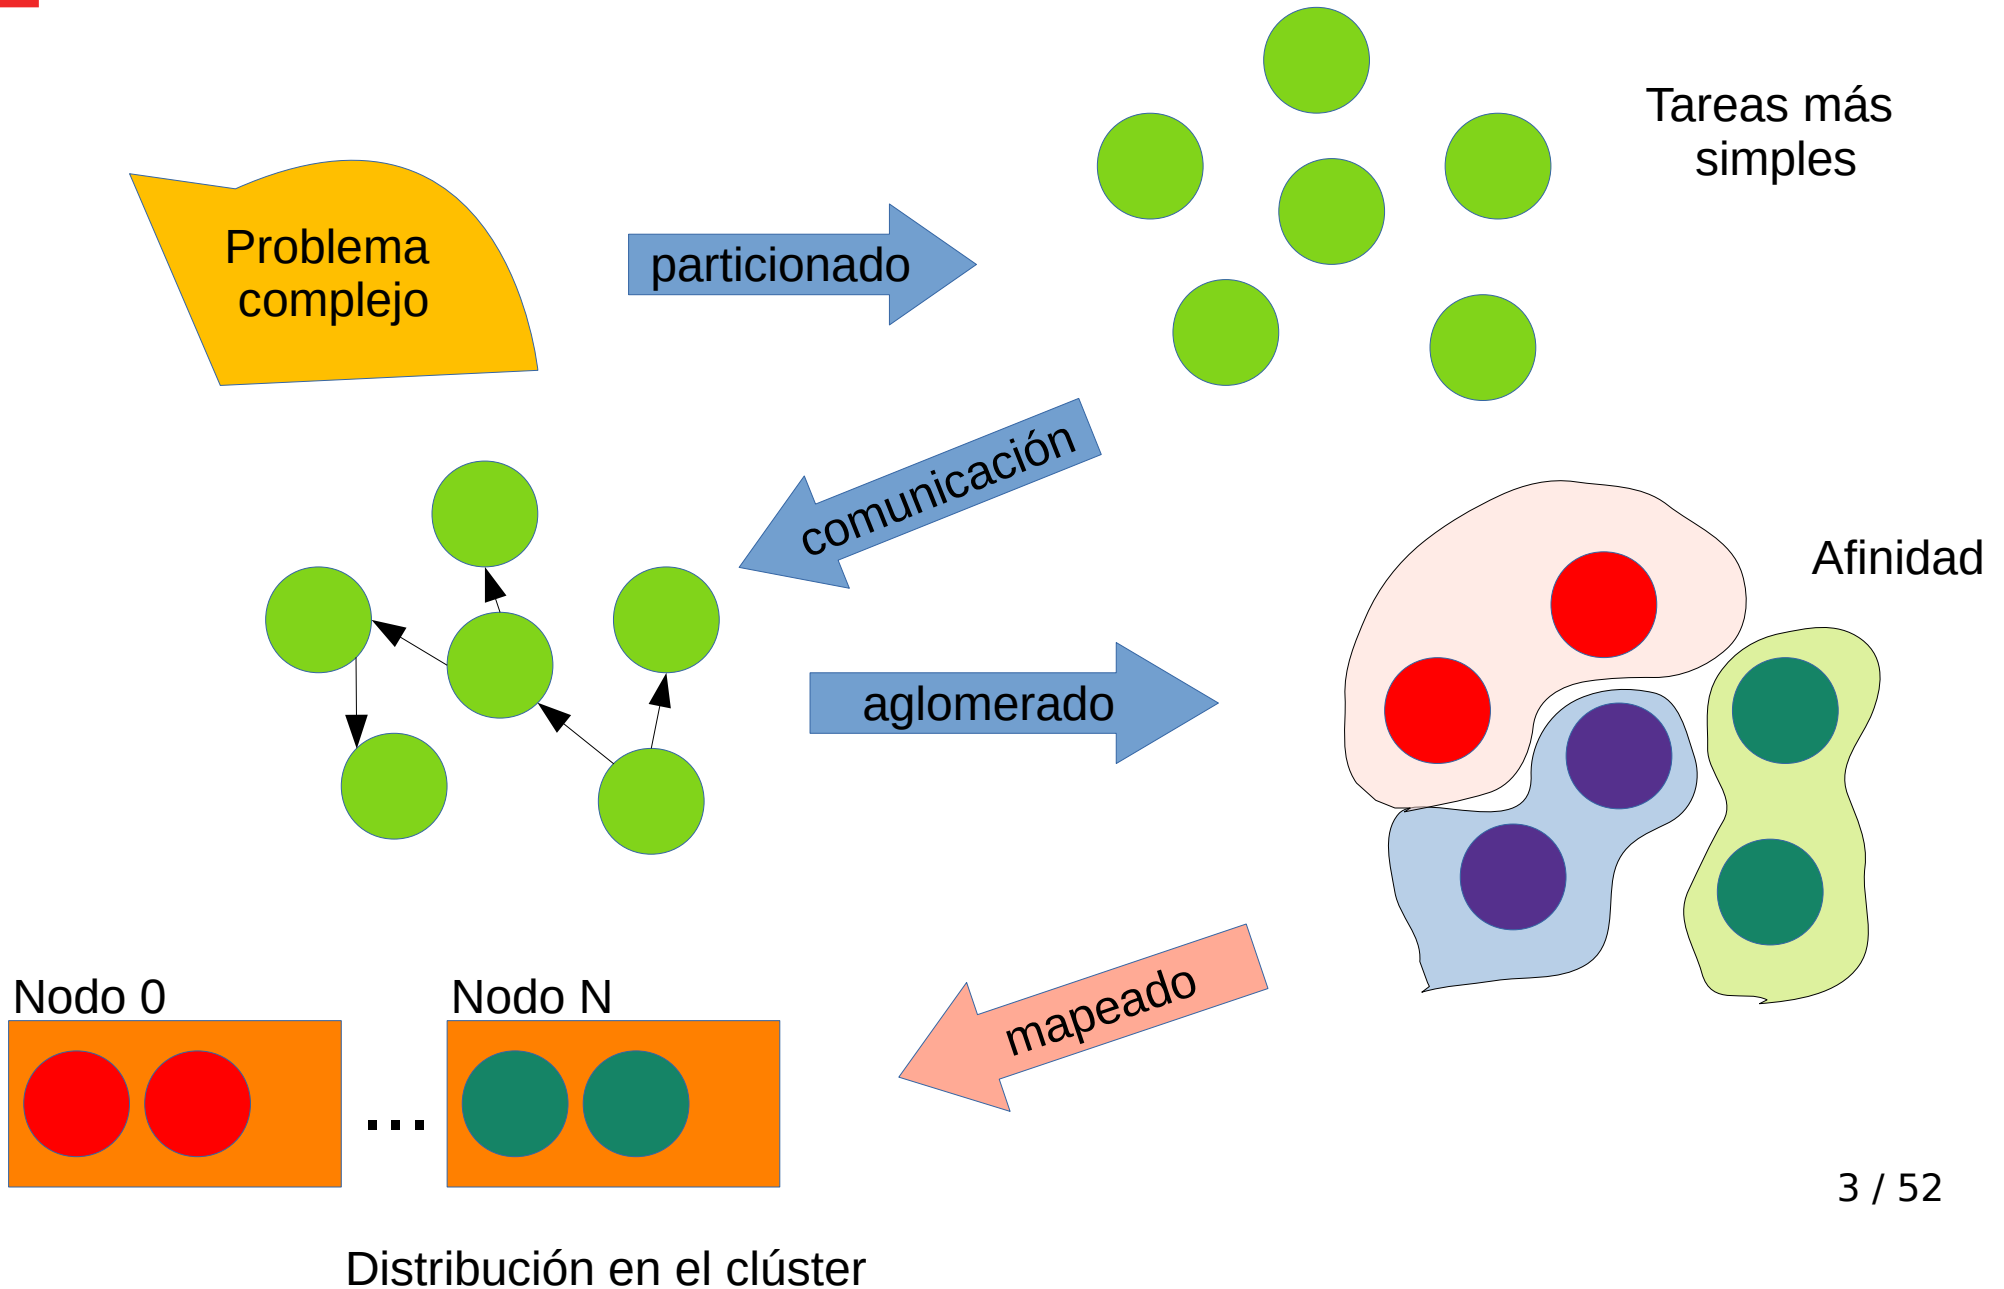 Tareas más
simples
Problema
complejo
particionado
comunicación
Afinidad
aglomerado
mapeado
Nodo 0
Nodo N
...
3 / 52
Distribución en el clúster